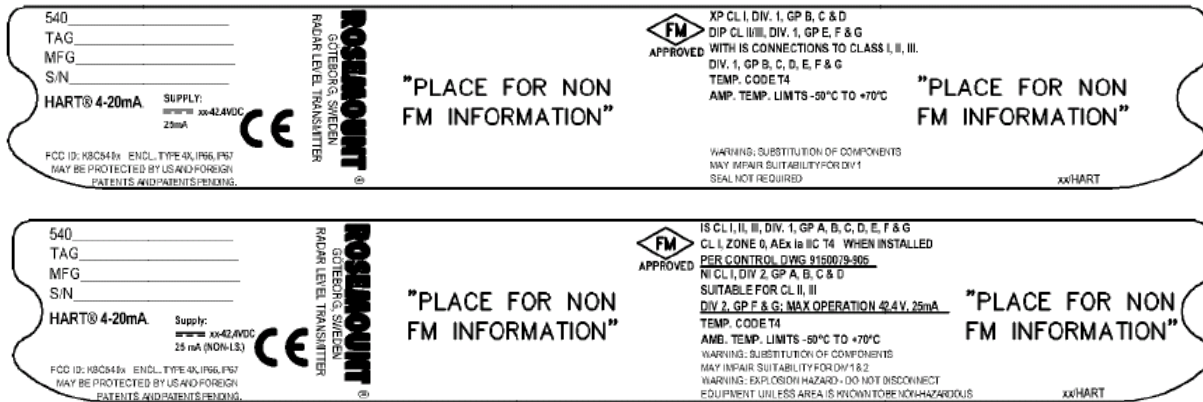 540
TAG
MFG
S/N
HART® 4-20mA
SUPPLY:
xx-42.4VDC
25mA
CE
FCC ID: K8C540x ENCL. TYPE 4X, IP66, IP67
MAY BE PROTECTED BY US AND FOREIGN
PATENTS AND PATENTS PENDING.
ROSEMOUNT®
GÖTEBORG, SWEDEN
RADAR LEVEL TRANSMITTER
"PLACE FOR NON
FM INFORMATION"
FM
APPROVED
XP CL I, DIV. 1, GP B, C & D
DIP CL II/III, DIV. 1, GP E, F & G
WITH IS CONNECTIONS TO CLASS I, II, III.
DIV. 1, GP B, C, D, E, F & G
TEMP. CODE T4
AMP. TEMP. LIMITS -50°C TO +70°C
WARNING: SUBSTITUTION OF COMPONENTS
MAY IMPAIR SUITABILITY FOR DIV 1
SEAL NOT REQUIRED
"PLACE FOR NON
FM INFORMATION"
xx/HART
540
TAG
MFG
S/N
HART® 4-20mA
Supply:
xx-42,4VDC
25 mA (NON-I.S.)
CE
FCC ID: K8C540x ENCL. TYPE 4X, IP66, IP67
MAY BE PROTECTED BY US AND FOREIGN
PATENTS AND PATENTS PENDING.
ROSEMOUNT®
GÖTEBORG, SWEDEN
RADAR LEVEL TRANSMITTER
"PLACE FOR NON
FM INFORMATION"
FM
APPROVED
IS CL I, II, III, DIV. 1, GP A, B, C, D, E, F & G
CL I, ZONE 0, AEx ia IIC T4 WHEN INSTALLED
PER CONTROL DWG 9150079-905
NI CL I, DIV 2, GP A, B, C & D
SUITABLE FOR CL II, III
DIV 2, GP F & G; MAX OPERATION 42.4 V, 25mA
TEMP. CODE T4
AMB. TEMP. LIMITS -50°C TO +70°C
WARNING: SUBSTITUTION OF COMPONENTS
MAY IMPAIR SUITABILITY FOR DIV 1 & 2
WARNING: EXPLOSION HAZARD - DO NOT DISCONNECT
EQUIPMENT UNLESS AREA IS KNOWN TO BE NON-HAZARDOUS
"PLACE FOR NON
FM INFORMATION"
xx/HART